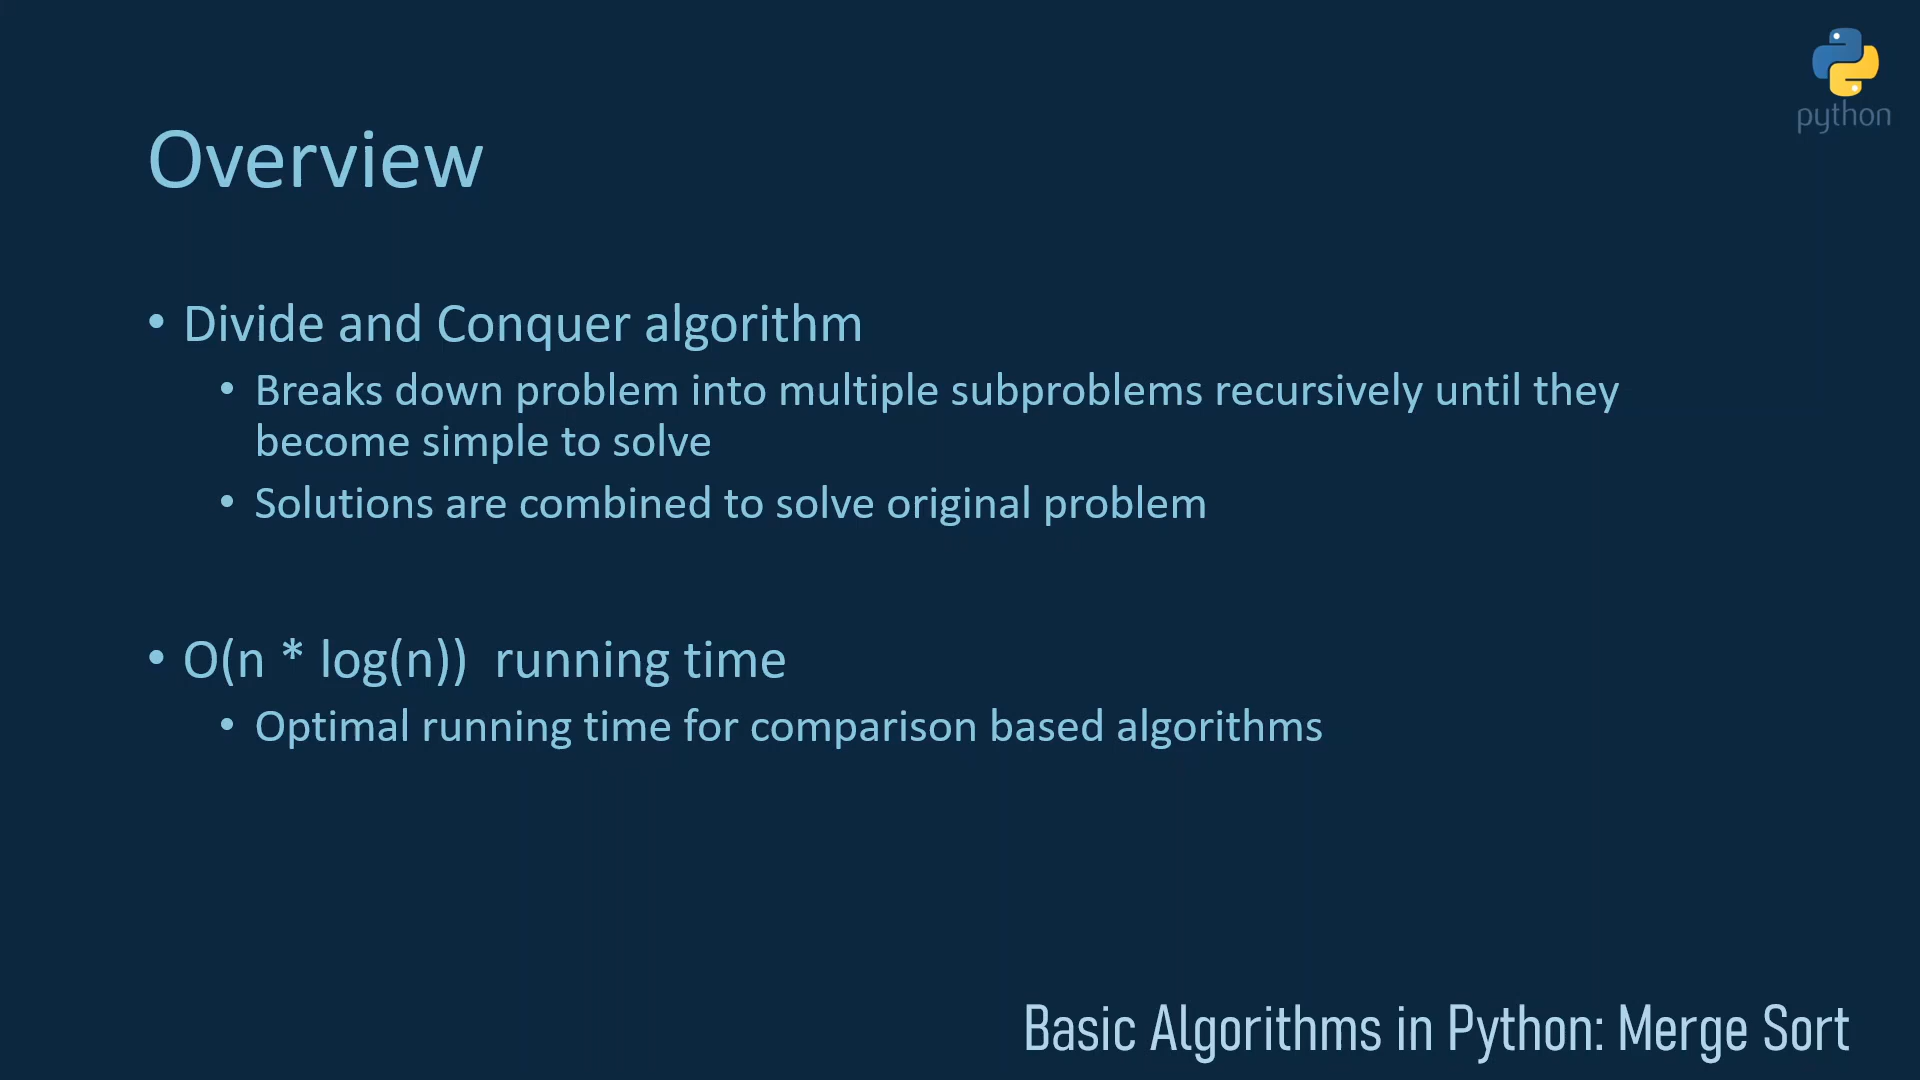 python
Overview
• Divide and Conquer algorithm
• Breaks down problem into multiple subproblems recursively until they
become simple to solve
• Solutions are combined to solve original problem
• O(n * log(n))  running time
• Optimal running time for comparison based algorithms
Basic Algorithms in Python: Merge Sort